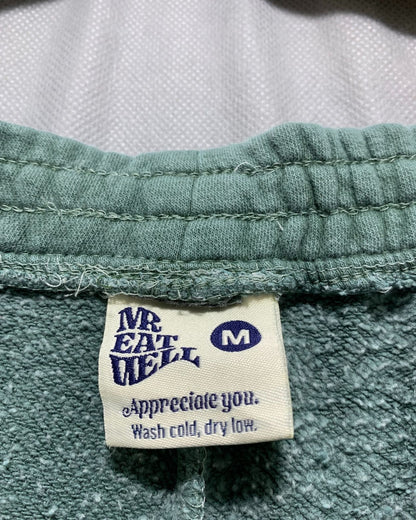 MR
EAT
WELL
M
Appreciate you.
Wash cold, dry low.